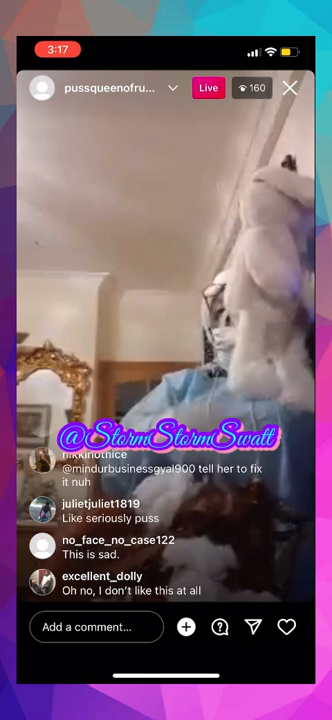 3:17
pussqueenofru...
Live
160
@StormStormSwatt
nikkinotnice
@mindurbusinessgyal900 tell her to fix
it nuh
julietjuliet1819
Like seriously puss
no_face_no_case122
This is sad.
excellent_dolly
Oh no, I don't like this at all
Add a comment...